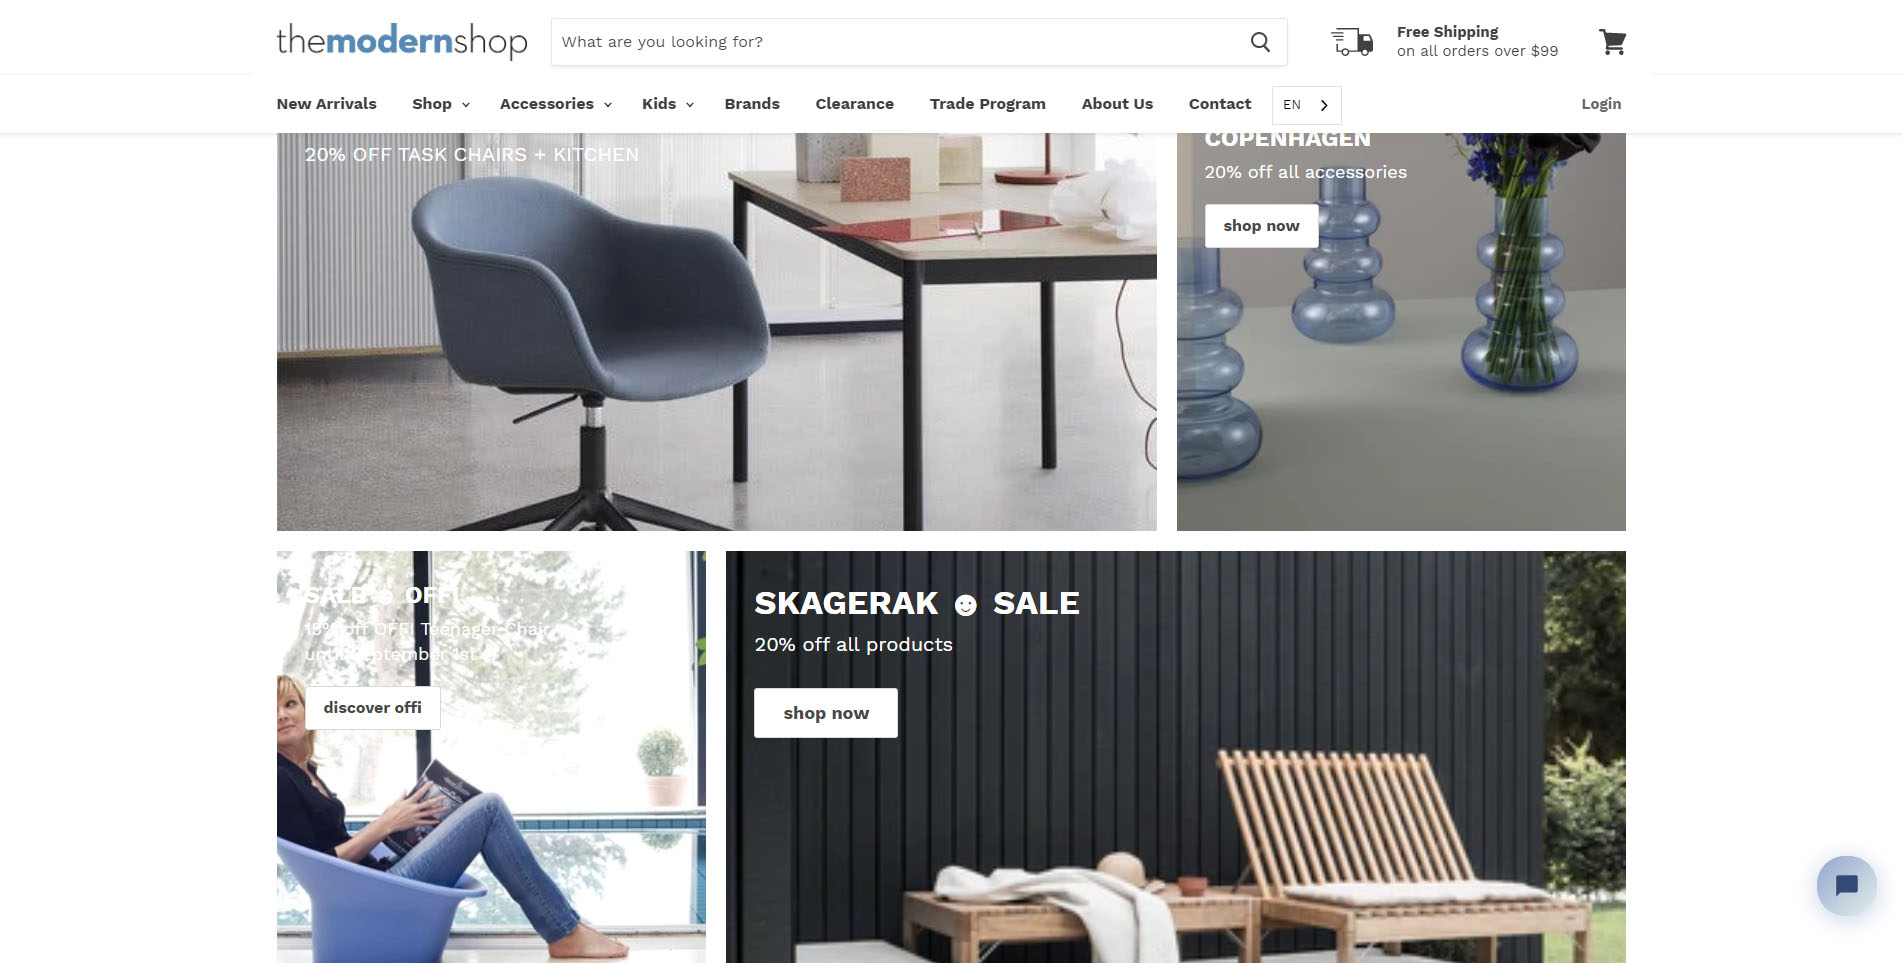 themodernshop
What are you looking for?
Free Shipping
on all orders over $99
New Arrivals
Shop
Accessories
Kids
Brands
Clearance
Trade Program
About Us
Contact
EN
Login
20% OFF TASK CHAIRS + KITCHEN
COPENHAGEN
20% off all accessories
shop now
SALE ☻ OFFI
15% off OFFI Teenager Chair
until September 1st
discover offi
SKAGERAK ☻ SALE
20% off all products
shop now